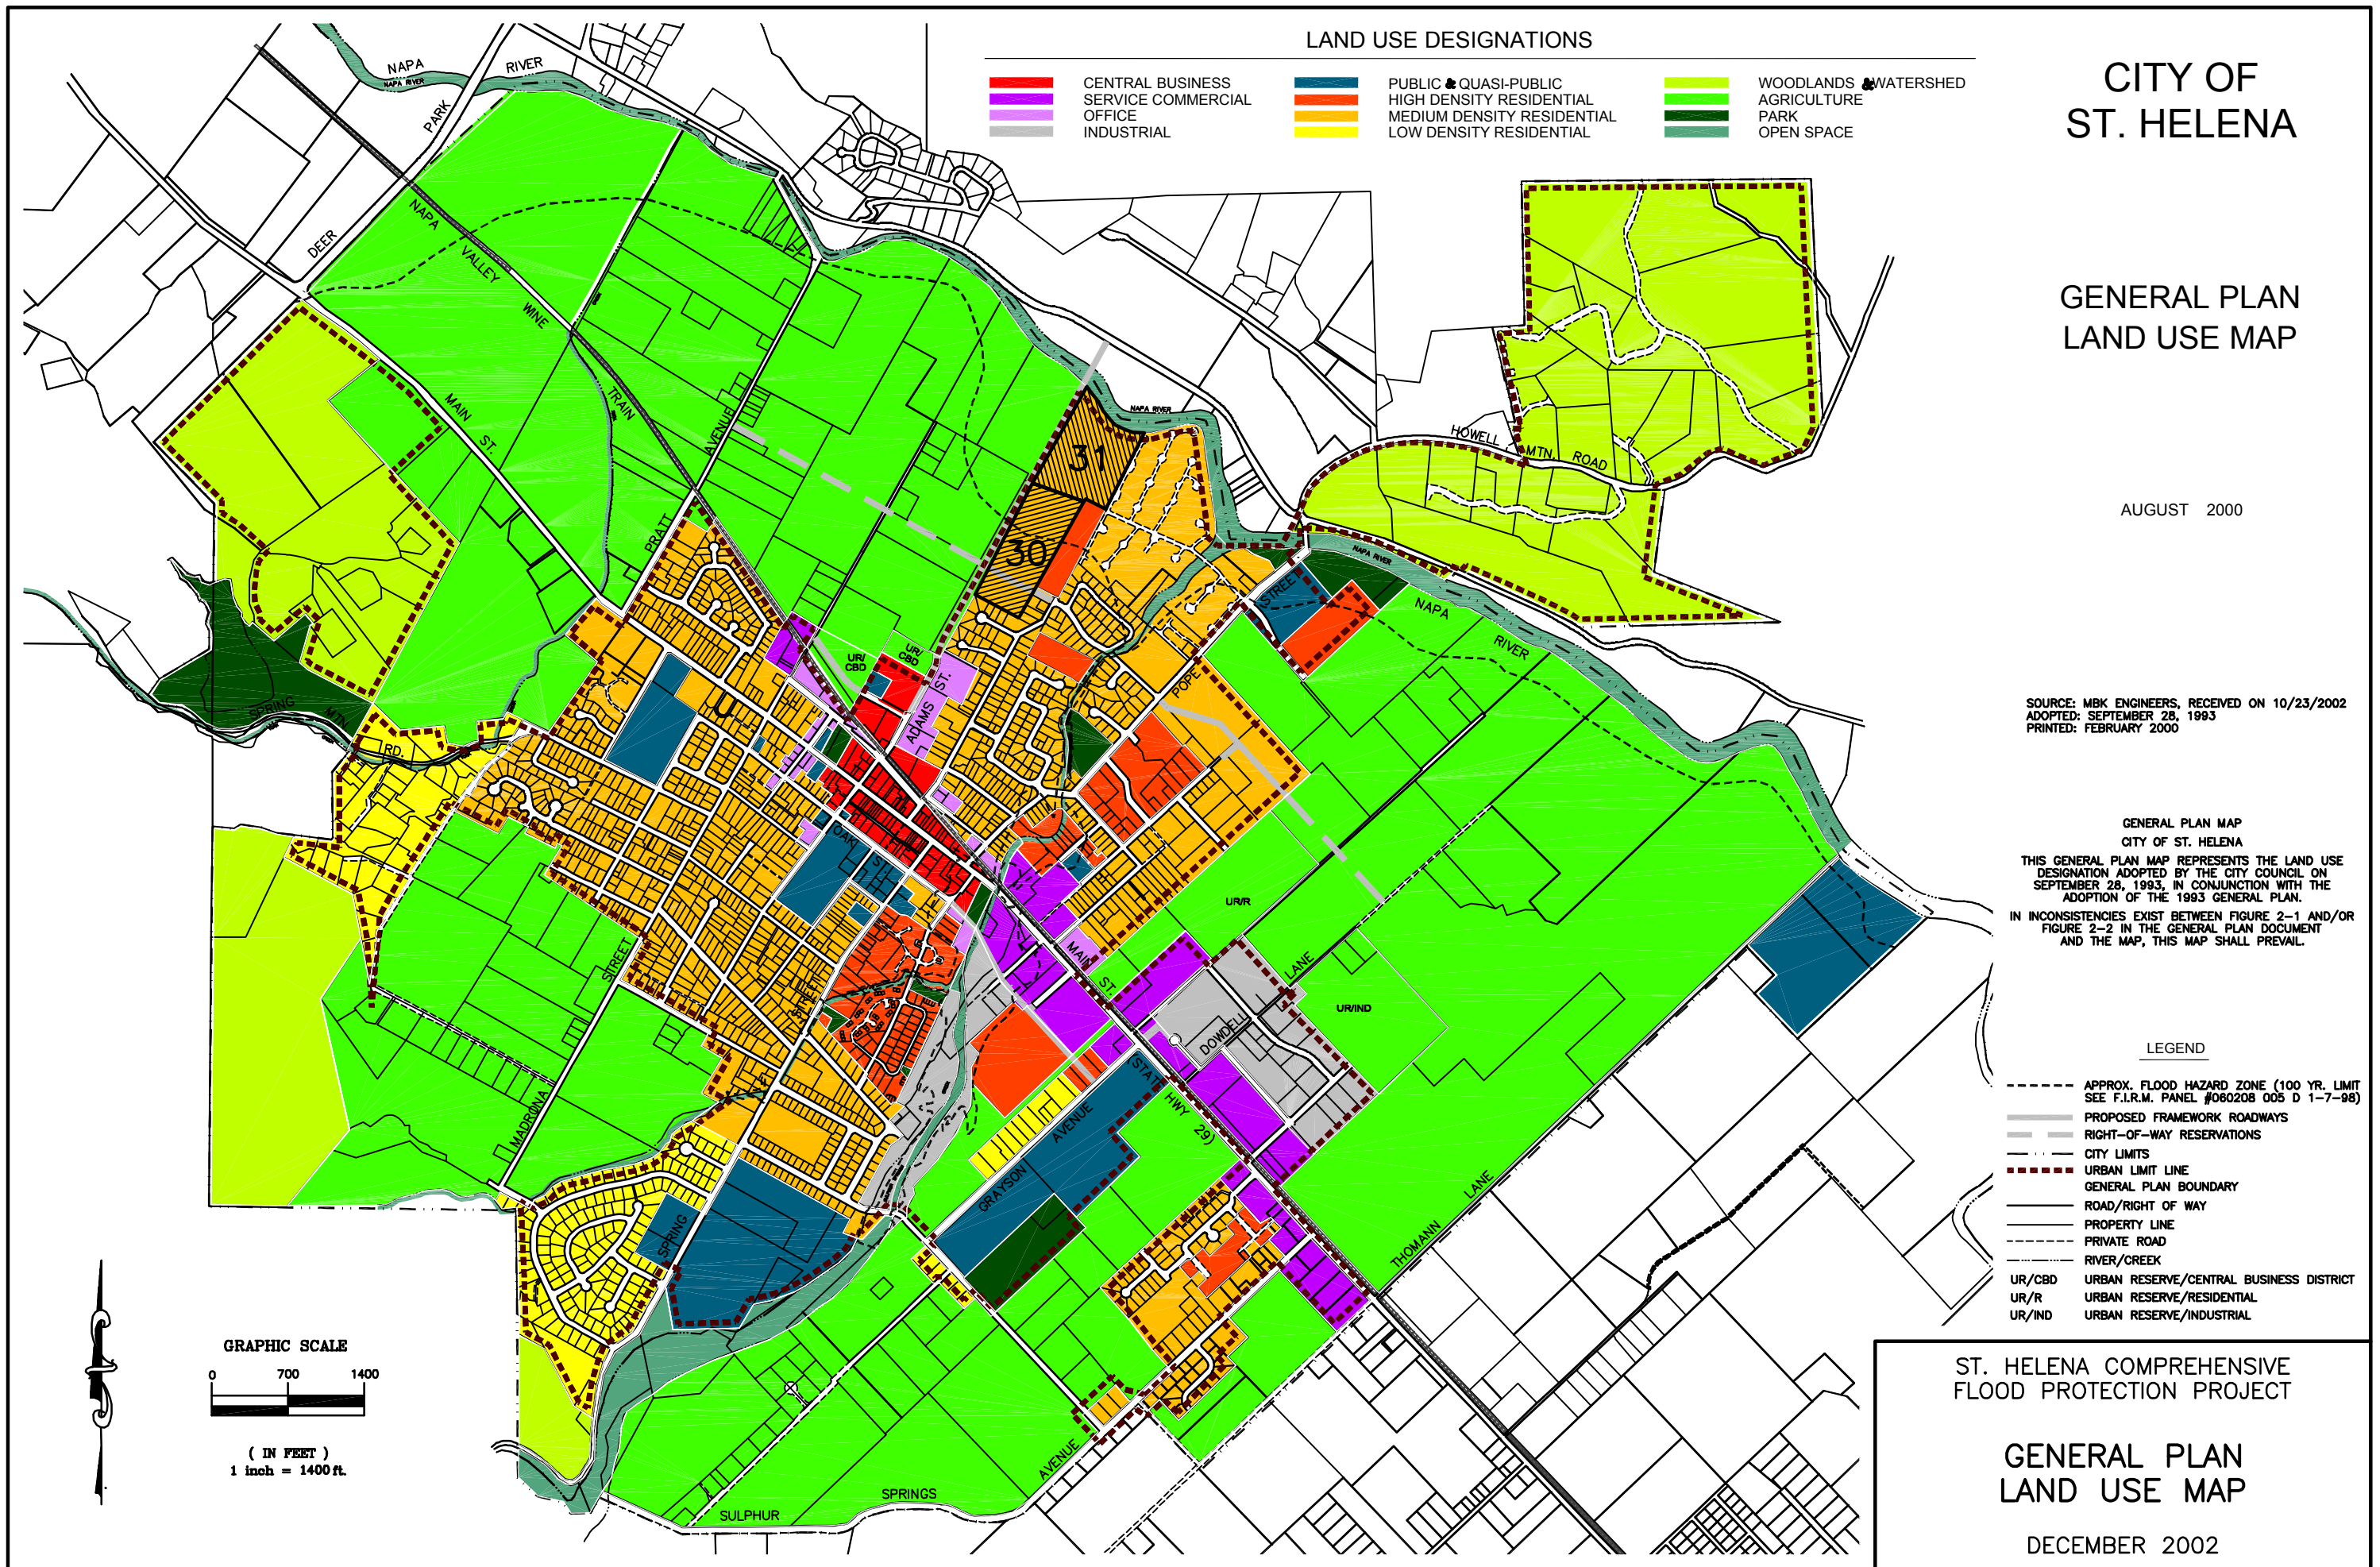 LAND USE DESIGNATIONS
CENTRAL BUSINESS
SERVICE COMMERCIAL
OFFICE
INDUSTRIAL
PUBLIC & QUASI-PUBLIC
HIGH DENSITY RESIDENTIAL
MEDIUM DENSITY RESIDENTIAL
LOW DENSITY RESIDENTIAL
WOODLANDS & WATERSHED
AGRICULTURE
PARK
OPEN SPACE
CITY OF
ST. HELENA
GENERAL PLAN
LAND USE MAP
AUGUST 2000
SOURCE: MBK ENGINEERS, RECEIVED ON 10/23/2002
ADOPTED: SEPTEMBER 28, 1993
PRINTED: FEBRUARY 2000
GENERAL PLAN MAP
CITY OF ST. HELENA
THIS GENERAL PLAN MAP REPRESENTS THE LAND USE
DESIGNATION ADOPTED BY THE CITY COUNCIL ON
SEPTEMBER 28, 1993, IN CONJUNCTION WITH THE
ADOPTION OF THE 1993 GENERAL PLAN.
IN INCONSISTENCIES EXIST BETWEEN FIGURE 2-1 AND/OR
FIGURE 2-2 IN THE GENERAL PLAN DOCUMENT
AND THE MAP, THIS MAP SHALL PREVAIL.
LEGEND
APPROX. FLOOD HAZARD ZONE (100 YR. LIMIT
SEE F.I.R.M. PANEL #060208 005 D 1-7-98)
PROPOSED FRAMEWORK ROADWAYS
RIGHT-OF-WAY RESERVATIONS
CITY LIMITS
URBAN LIMIT LINE
GENERAL PLAN BOUNDARY
ROAD/RIGHT OF WAY
PROPERTY LINE
PRIVATE ROAD
RIVER/CREEK
UR/CBD URBAN RESERVE/CENTRAL BUSINESS DISTRICT
UR/R URBAN RESERVE/RESIDENTIAL
UR/IND URBAN RESERVE/INDUSTRIAL
ST. HELENA COMPREHENSIVE
FLOOD PROTECTION PROJECT
GENERAL PLAN
LAND USE MAP
DECEMBER 2002
NAPA RIVER
NAPA RIVER
DEER PARK
NAPA VALLEY WINE TRAIN
MAIN ST.
PRATT AVENUE
31
30
NAPA RIVER
HOWELL MTN. ROAD
NAPA RIVER
NAPA RIVER
POPE STREE
SPRING MTN. RD.
UR/
CBD
UR/
CBD
ADAMS ST.
OAK ST.
UR/R
UR/IND
MAIN ST.
LANE
DOWDELL
STATE HWY 29)
MADRONA STREET
STREET
SPRING
GRAYSON AVENUE
THOMANN LANE
SULPHUR SPRINGS AVENUE
GRAPHIC SCALE
0 700 1400
( IN FEET )
1 inch = 1400 ft.